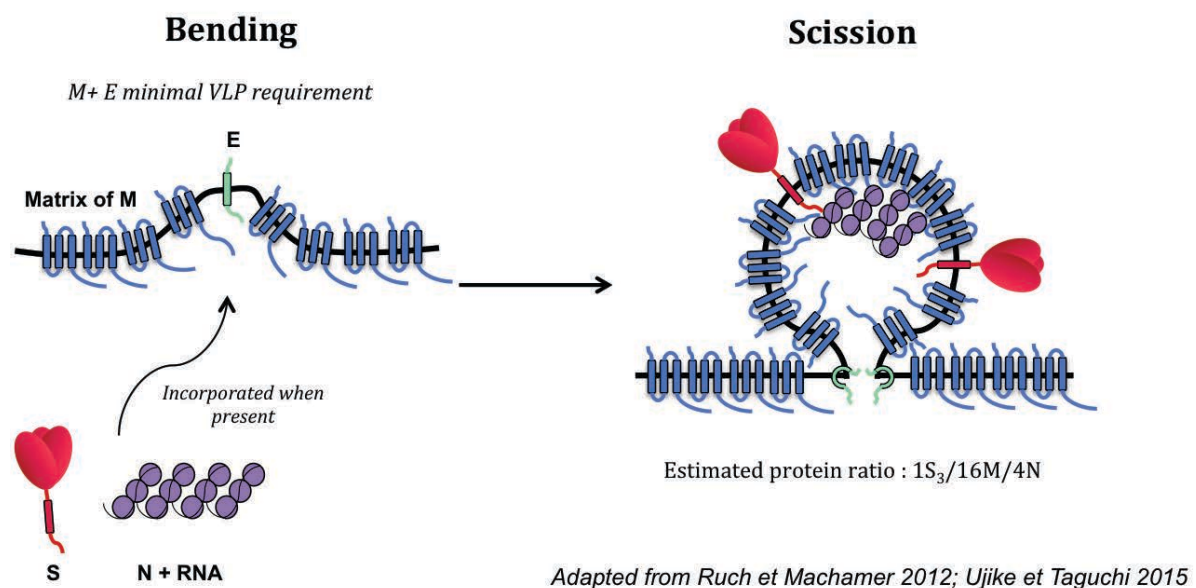 Bending
Scission
M+ E minimal VLP requirement
E
Matrix of M
Incorporated when
present
S
N + RNA
Estimated protein ratio : 1S₃/16M/4N
Adapted from Ruch et Machamer 2012; Ujike et Taguchi 2015